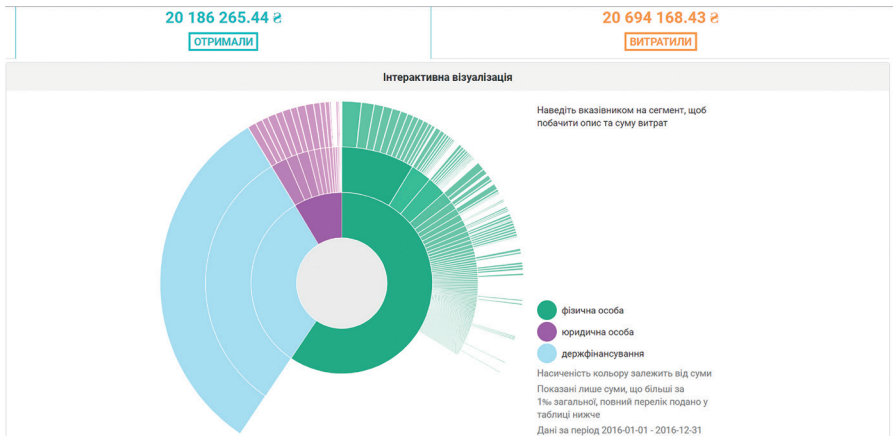 20 186 265.44 ₴
ОТРИМАЛИ
20 694 168.43 ₴
ВИТРАТИЛИ
Інтерактивна візуалізація
Наведіть вказівником на сегмент, щоб
побачити опис та суму витрат
фізична особа
юридична особа
держфінансування
Насиченість кольору залежить від суми
Показані лише суми, що більші за
1‰ загальної, повний перелік подано у
таблиці нижче
Дані за період 2016-01-01 - 2016-12-31